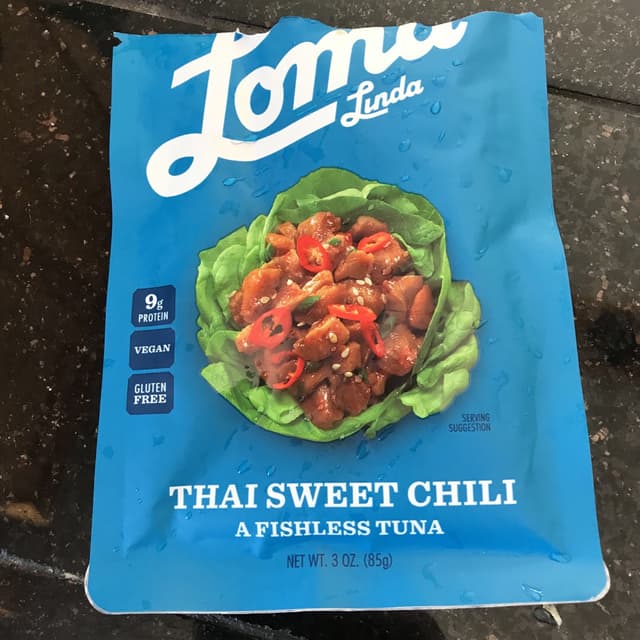 Loma
Linda
9g
PROTEIN
VEGAN
GLUTEN
FREE
SERVING
SUGGESTION
THAI SWEET CHILI
A FISHLESS TUNA
NET WT. 3 OZ. (85g)